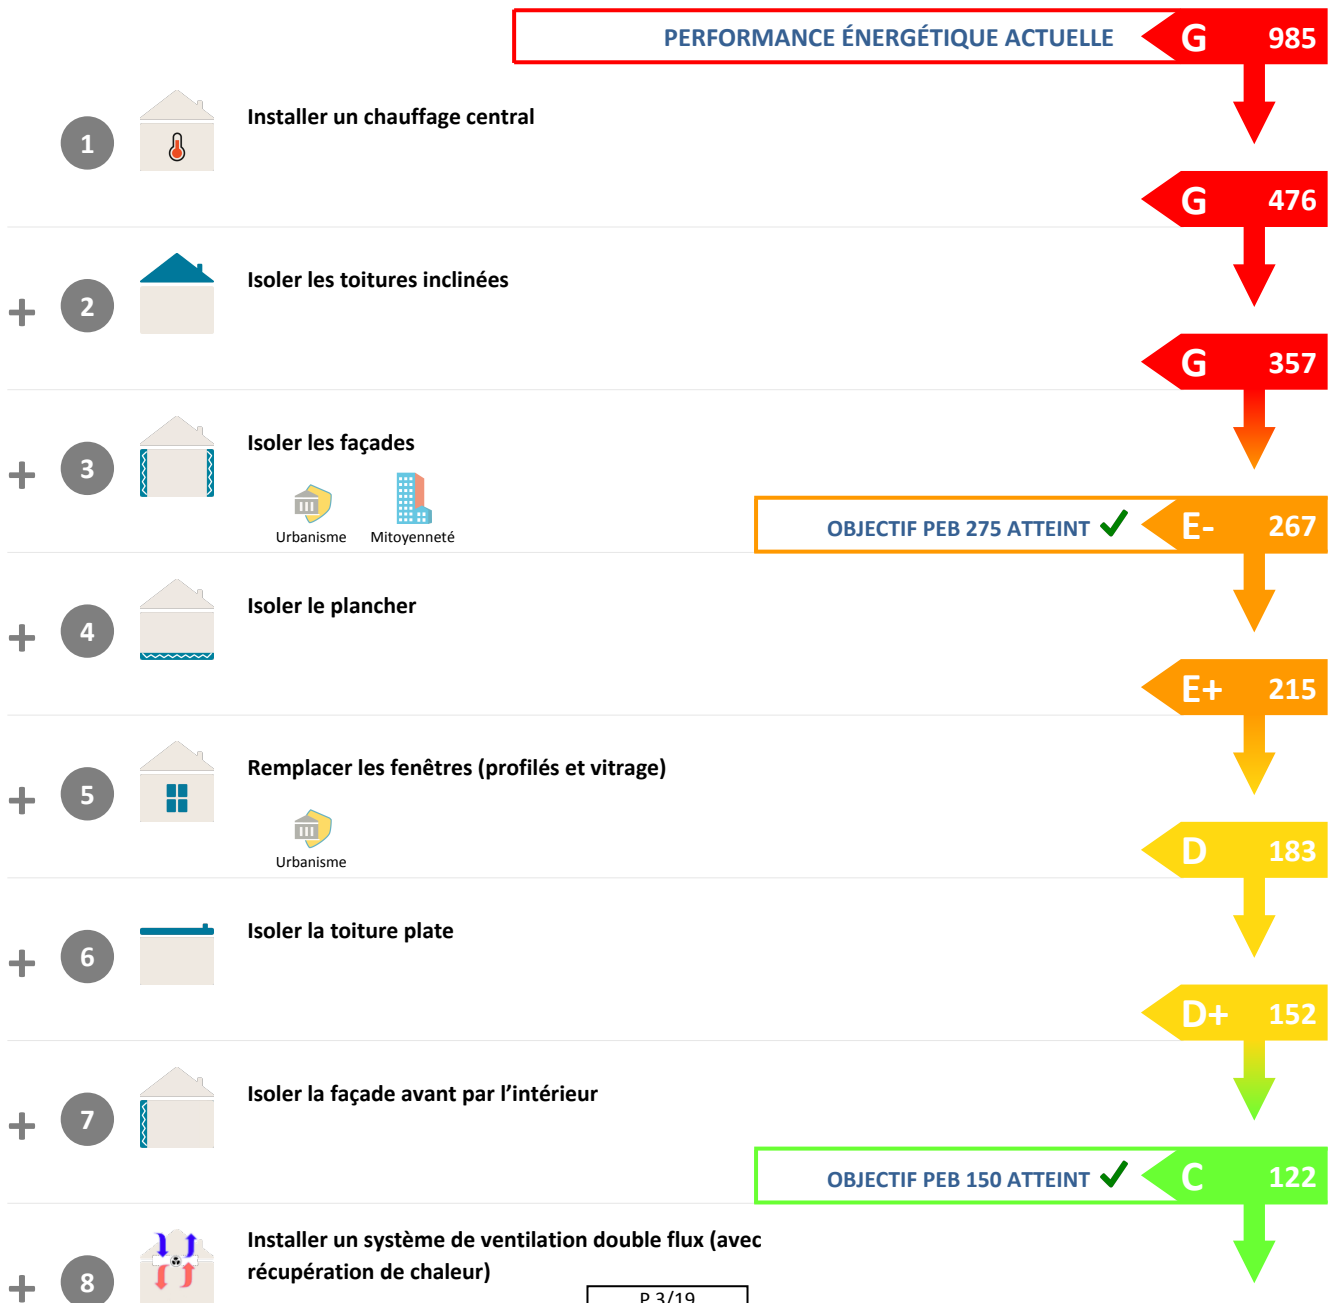 PERFORMANCE ÉNERGÉTIQUE ACTUELLE G 985
1 Installer un chauffage central
G 476
+ 2 Isoler les toitures inclinées
G 357
+ 3 Isoler les façades
Urbanisme Mitoyenneté
OBJECTIF PEB 275 ATTEINT ✓ E- 267
+ 4 Isoler le plancher
E+ 215
+ 5 Remplacer les fenêtres (profilés et vitrage)
Urbanisme
D 183
+ 6 Isoler la toiture plate
D+ 152
+ 7 Isoler la façade avant par l’intérieur
OBJECTIF PEB 150 ATTEINT ✓ C 122
+ 8 Installer un système de ventilation double flux (avec
récupération de chaleur)
P 3/19